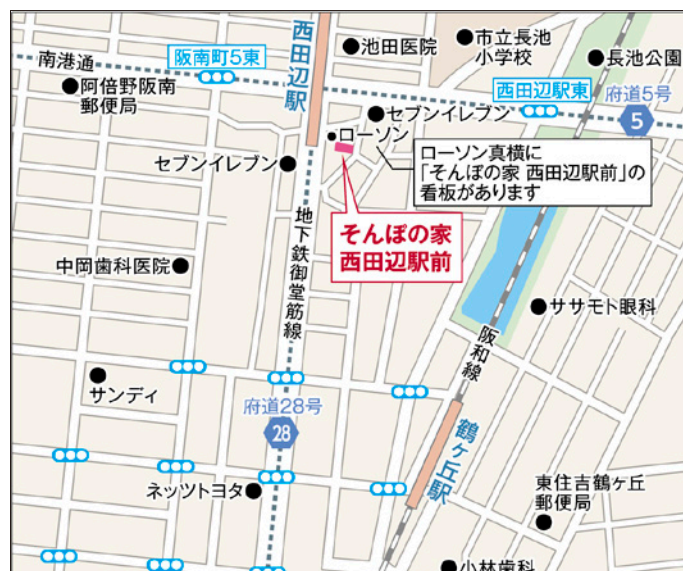 池田医院
市立長池
小学校
長池公園
南港通
阪南町5東
西田辺駅
阿倍野阪南
郵便局
西田辺駅東
府道5号
5
セブンイレブン
ローソン
セブンイレブン
ローソン真横に
「そんぽの家 西田辺駅前」の
看板があります
地下鉄御堂筋線
そんぽの家
西田辺駅前
中岡歯科医院
ササモト眼科
阪和線
サンディ
府道28号
28
鶴ヶ丘駅
ネッツトヨタ
東住吉鶴ヶ丘
郵便局
小林歯科